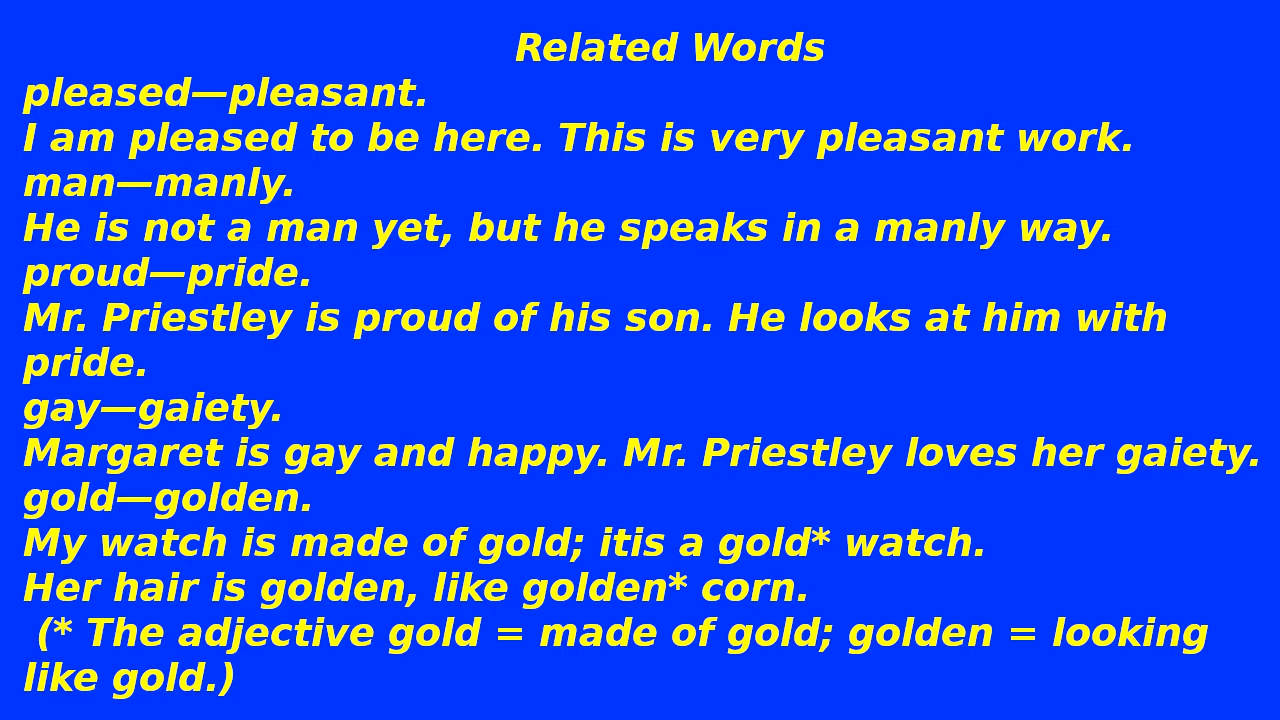 Related Words
pleased—pleasant.
I am pleased to be here. This is very pleasant work.
man—manly.
He is not a man yet, but he speaks in a manly way.
proud—pride.
Mr. Priestley is proud of his son. He looks at him with
pride.
gay—gaiety.
Margaret is gay and happy. Mr. Priestley loves her gaiety.
gold—golden.
My watch is made of gold; itis a gold* watch.
Her hair is golden, like golden* corn.
(* The adjective gold = made of gold; golden = looking
like gold.)